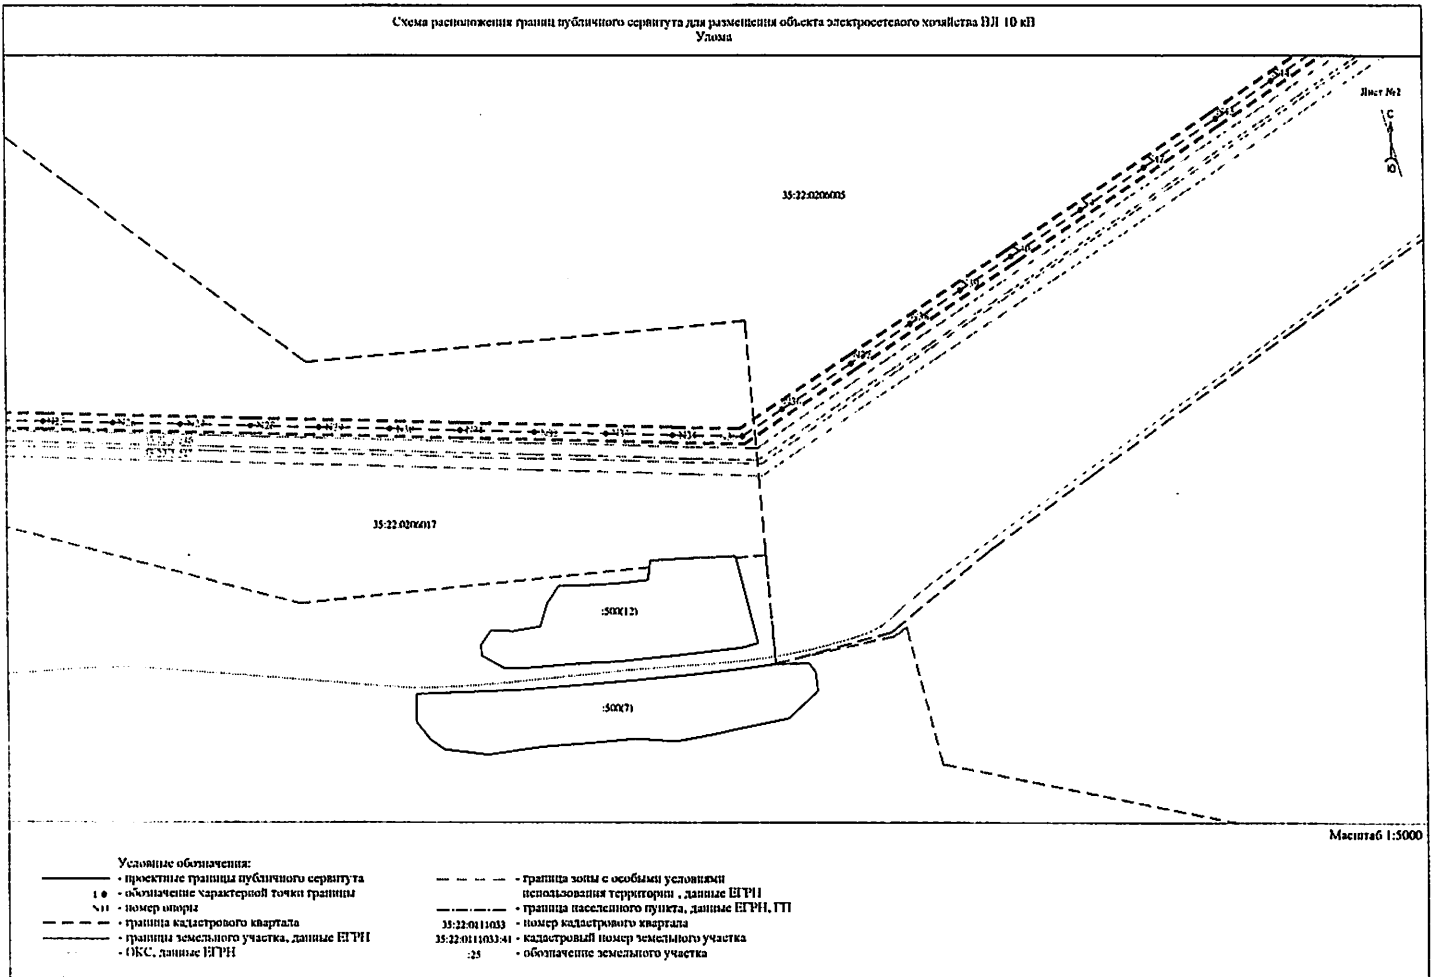 Схема расположения границ публичного сервитута для размещения объекта электросетевого хозяйства ВЛ 10 кВ
Улома
Лист №2
С
Ю
35:22:0206005
N39
N37
N36
35:22:0206017
:500(12)
:500(7)
Масштаб 1:5000
Условные обозначения:
- проектные границы публичного сервитута
1 - обозначение характерной точки границы
- номер опоры
- граница кадастрового квартала
- границы земельного участка, данные ЕГРН
- ОКС, данные ЕГРН
- граница зоны с особыми условиями
использования территории , данные ЕГРН
- граница населенного пункта, данные ЕГРН, ГП
35:22:0111033 - номер кадастрового квартала
35:22:0111033:41 - кадастровый номер земельного участка
:25 - обозначение земельного участка